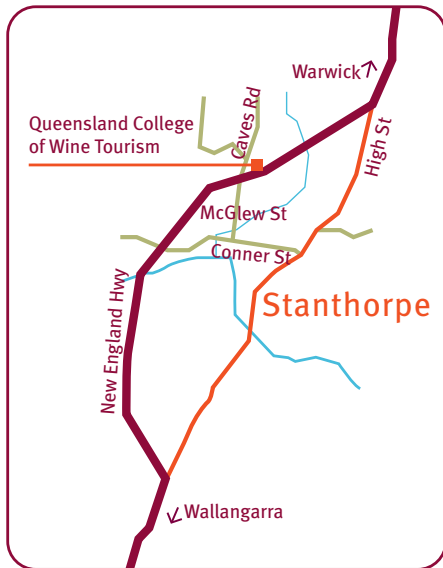 Warwick
Queensland College
of Wine Tourism
Caves Rd
High St
McGlew St
Conner St
New England Hwy
Stanthorpe
Wallangarra